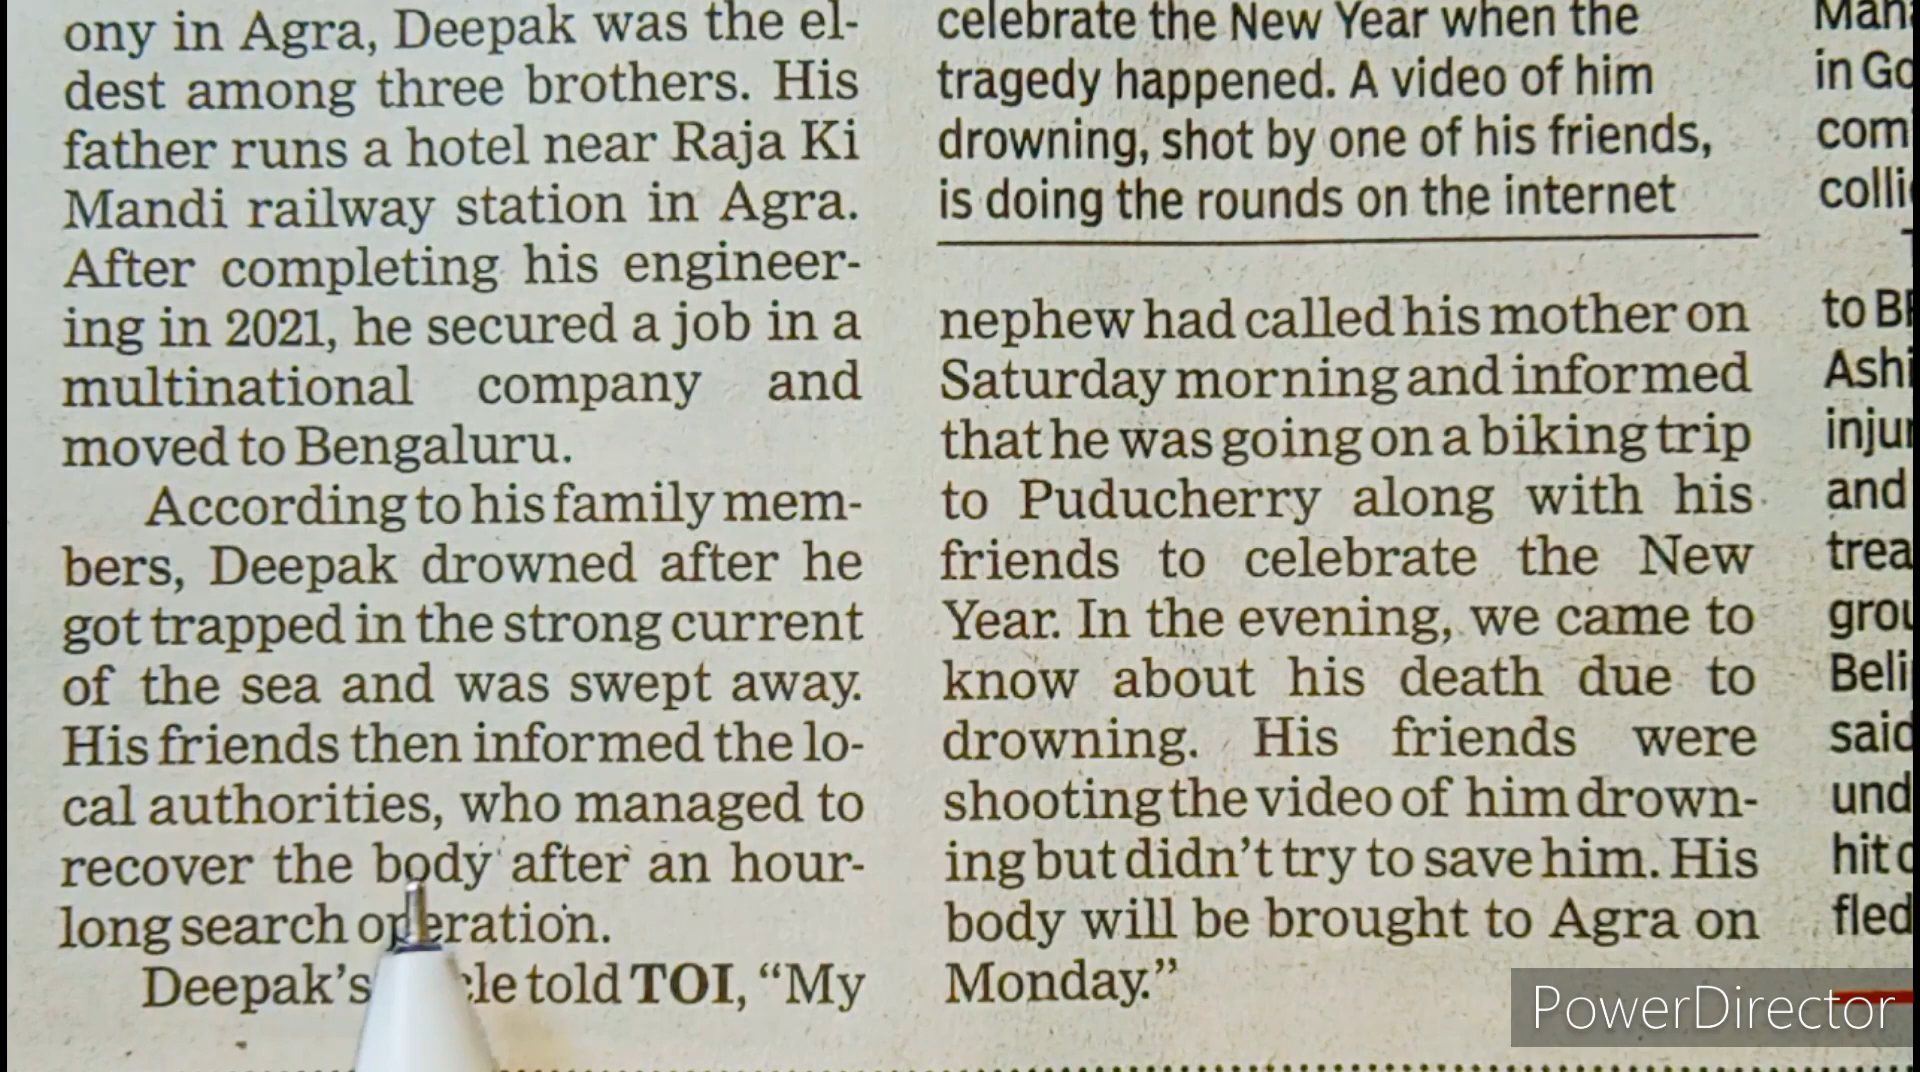 ony in Agra, Deepak was the el-
dest among three brothers. His
father runs a hotel near Raja Ki
Mandi railway station in Agra.
After completing his engineer-
ing in 2021, he secured a job in a
multinational company and
moved to Bengaluru.
According to his family mem-
bers, Deepak drowned after he
got trapped in the strong current
of the sea and was swept away.
His friends then informed the lo-
cal authorities, who managed to
recover the body after an hour-
long search operation.
Deepak's told TOI, “My
celebrate the New Year when the
tragedy happened. A video of him
drowning, shot by one of his friends,
is doing the rounds on the internet
nephew had called his mother on
Saturday morning and informed
that he was going on a biking trip
to Puducherry along with his
friends to celebrate the New
Year. In the evening, we came to
know about his death due to
drowning. His friends were
shooting the video of him drown-
ing but didn't try to save him. His
body will be brought to Agra on
Monday.”
in
to
and
PowerDirector